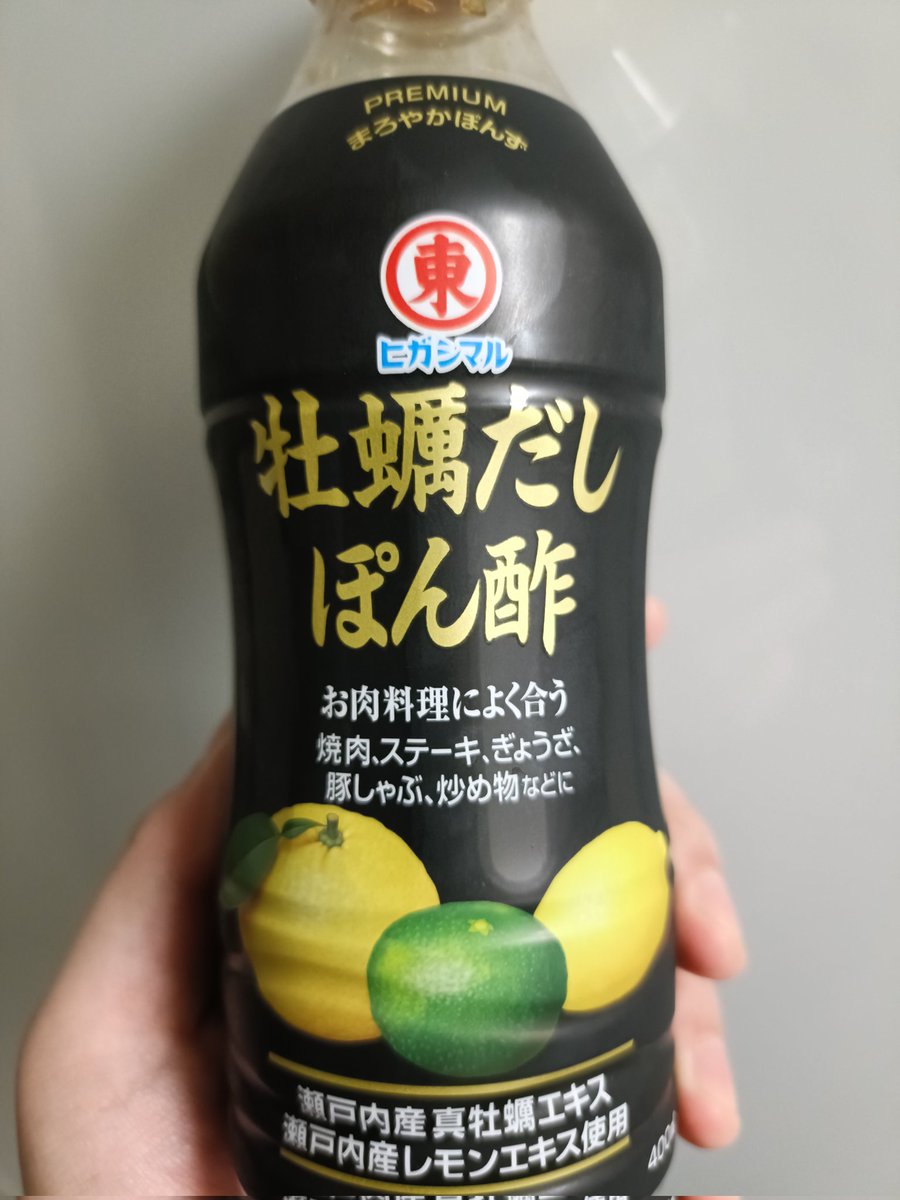 PREMIUM
まろやかぽんず
東
ヒガシマル
牡蠣だし
ぽん酢
お肉料理によく合う
焼肉、ステーキ、ぎょうざ、
豚しゃぶ、炒め物などに
瀬戸内産 真牡蠣エキス
瀬戸内産レモンエキス使用